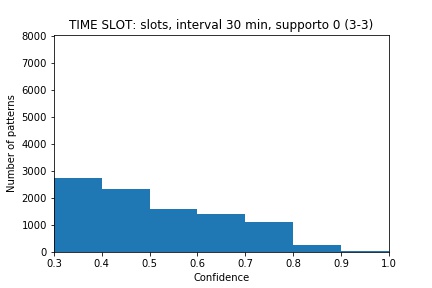 TIME SLOT: slots, interval 30 min, supporto 0 (3-3)
8000
7000
6000
5000
4000
3000
2000
1000
0
Number of patterns
0.3 0.4 0.5 0.6 0.7 0.8 0.9 1.0
Confidence